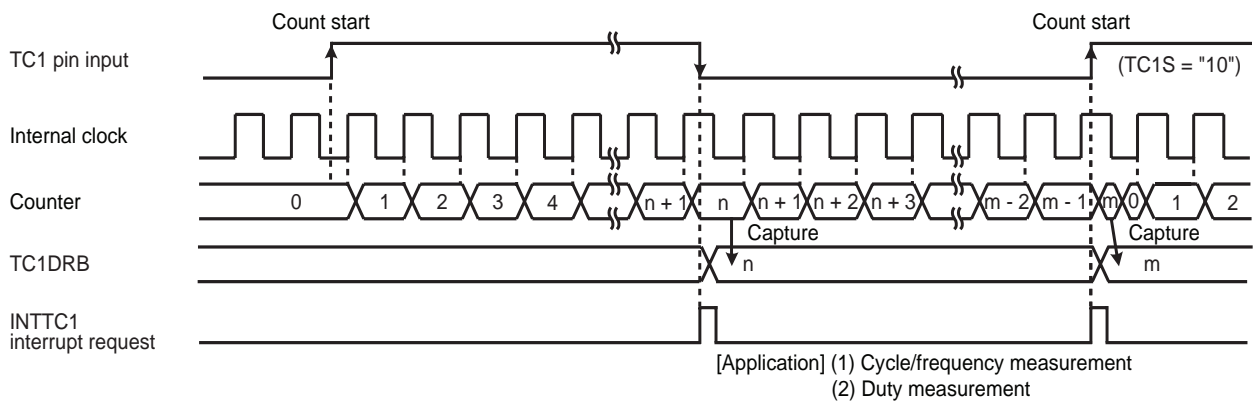 Count start
Count start
TC1 pin input
(TC1S = "10")
Internal clock
Counter
0 1 2 3 4 n + 1 n n + 1 n + 2 n + 3 m - 2 m - 1 m 0 1 2
Capture
Capture
TC1DRB
n
m
INTTC1
interrupt request
[Application] (1) Cycle/frequency measurement
(2) Duty measurement